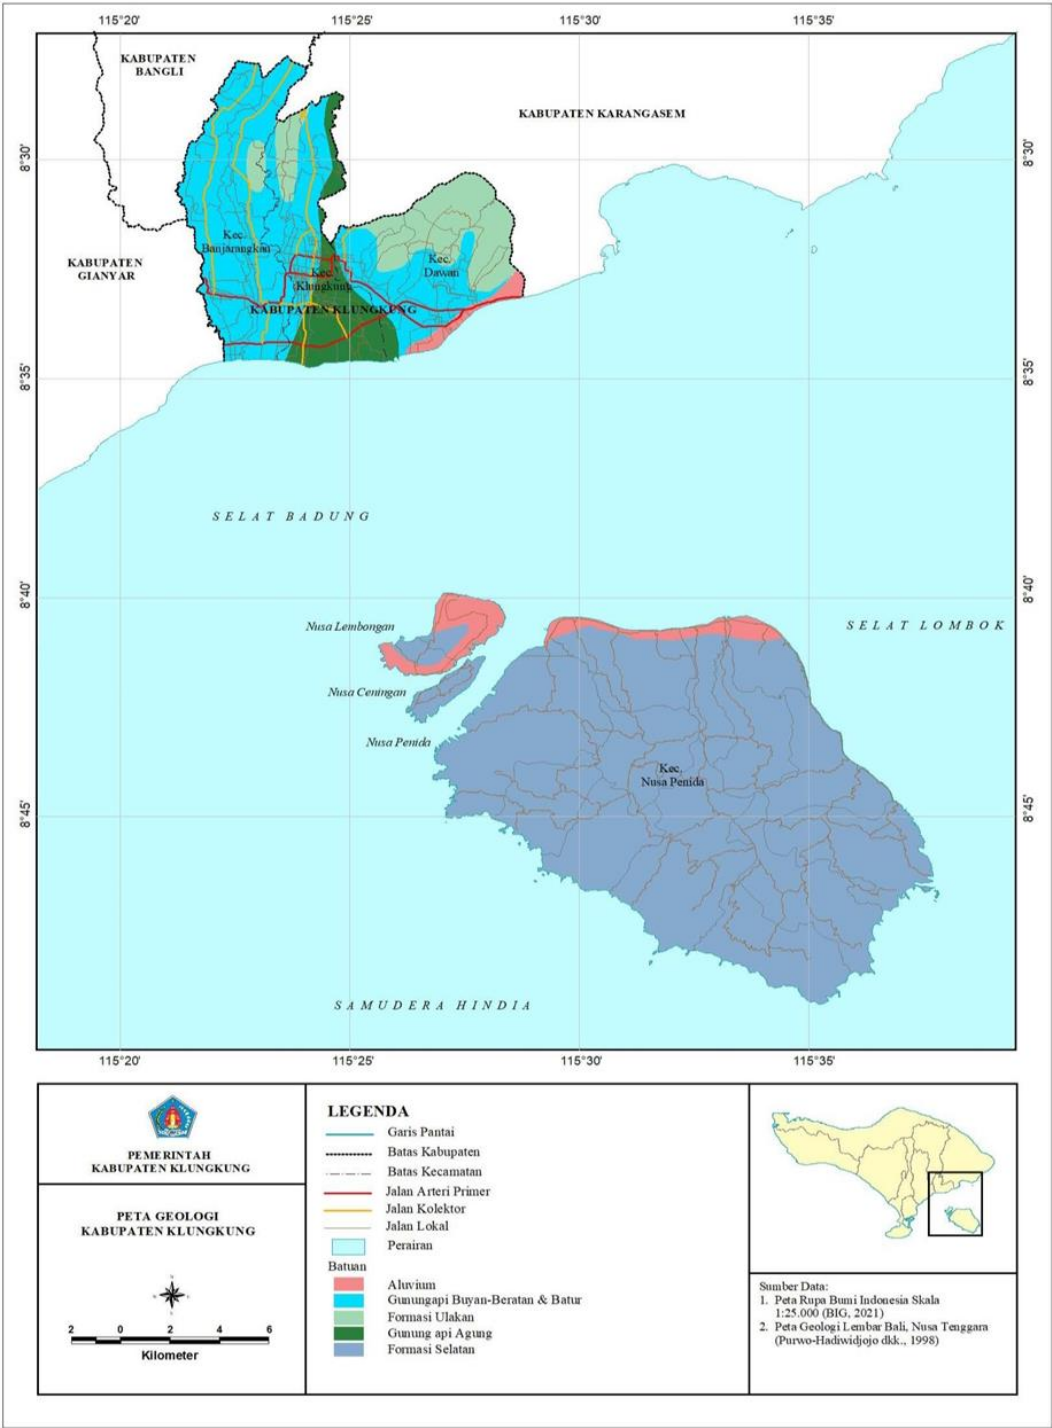 115°20'
115°25'
115°30'
115°35'
KABUPATEN
BANGLI
KABUPATEN KARANGASEM
8°30'
8°30'
Kec.
Banjarangkan
Kec.
Dawan
KABUPATEN
GIANYAR
Kec.
Klungkung
KABUPATEN KLUNGKUNG
8°35'
8°35'
SELAT BADUNG
8°40'
8°40'
Nusa Lembongan
SELAT LOMBOK
Nusa Ceningan
Nusa Penida
Kec.
Nusa Penida
8°45'
8°45'
SAMUDERA HINDIA
115°20'
115°25'
115°30'
115°35'
PEMERINTAH
KABUPATEN KLUNGKUNG
PETA GEOLOGI
KABUPATEN KLUNGKUNG
N
2 0 2 4 6
Kilometer
LEGENDA
Garis Pantai
Batas Kabupaten
Batas Kecamatan
Jalan Arteri Primer
Jalan Kolektor
Jalan Lokal
Perairan
Batuan
Aluvium
Gunungapi Buyan-Beratan & Batur
Formasi Ulakan
Gunung api Agung
Formasi Selatan
Sumber Data:
1. Peta Rupa Bumi Indonesia Skala
1:25.000 (BIG, 2021)
2. Peta Geologi Lembar Bali, Nusa Tenggara
(Purwo-Hadiwidjojo dkk., 1998)